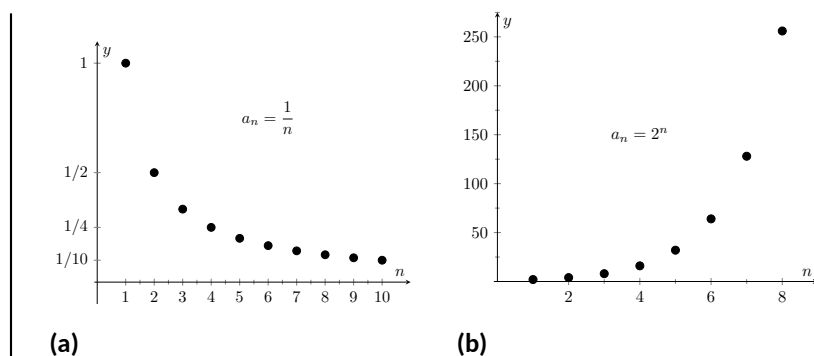 y
1
a_n = 1/n
1/2
1/4
1/10
n
1 2 3 4 5 6 7 8 9 10
(a)
y
250
200
150
a_n = 2^n
100
50
n
2 4 6 8
(b)